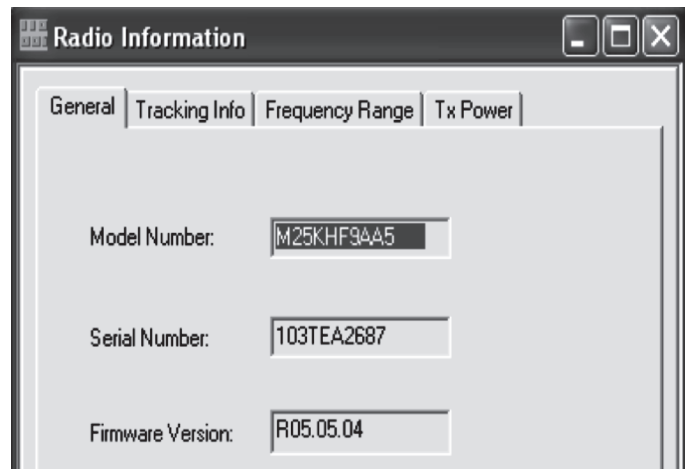 Radio Information
General Tracking Info Frequency Range Tx Power
Model Number: M25KHF9AA5
Serial Number: 103TEA2687
Firmware Version: R05.05.04